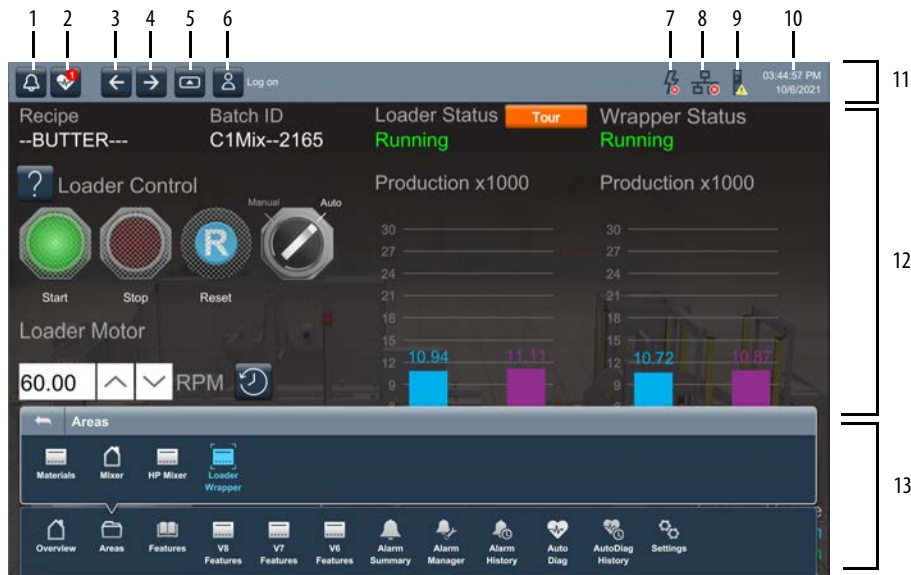 1 2 3 4 5 6 7 8 9 10
1 Log on 03:44:57 PM
10/6/2021
11
Recipe Batch ID Loader Status Tour Wrapper Status
--BUTTER--- C1Mix--2165 Running Running
? Loader Control Production x1000 Production x1000
Manual Auto
R
30 30
27 27
24 24
12
Start Stop Reset
21 21
18 18
Loader Motor
15 15
12 10.94 11.11 12 10.72 10.87
60.00 RPM 9 9
Areas
Materials Mixer HP Mixer Loader
Wrapper
13
Overview Areas Features V8
Features V7
Features V6
Features Alarm
Summary Alarm
Manager Alarm
History Auto
Diag AutoDiag
History Settings